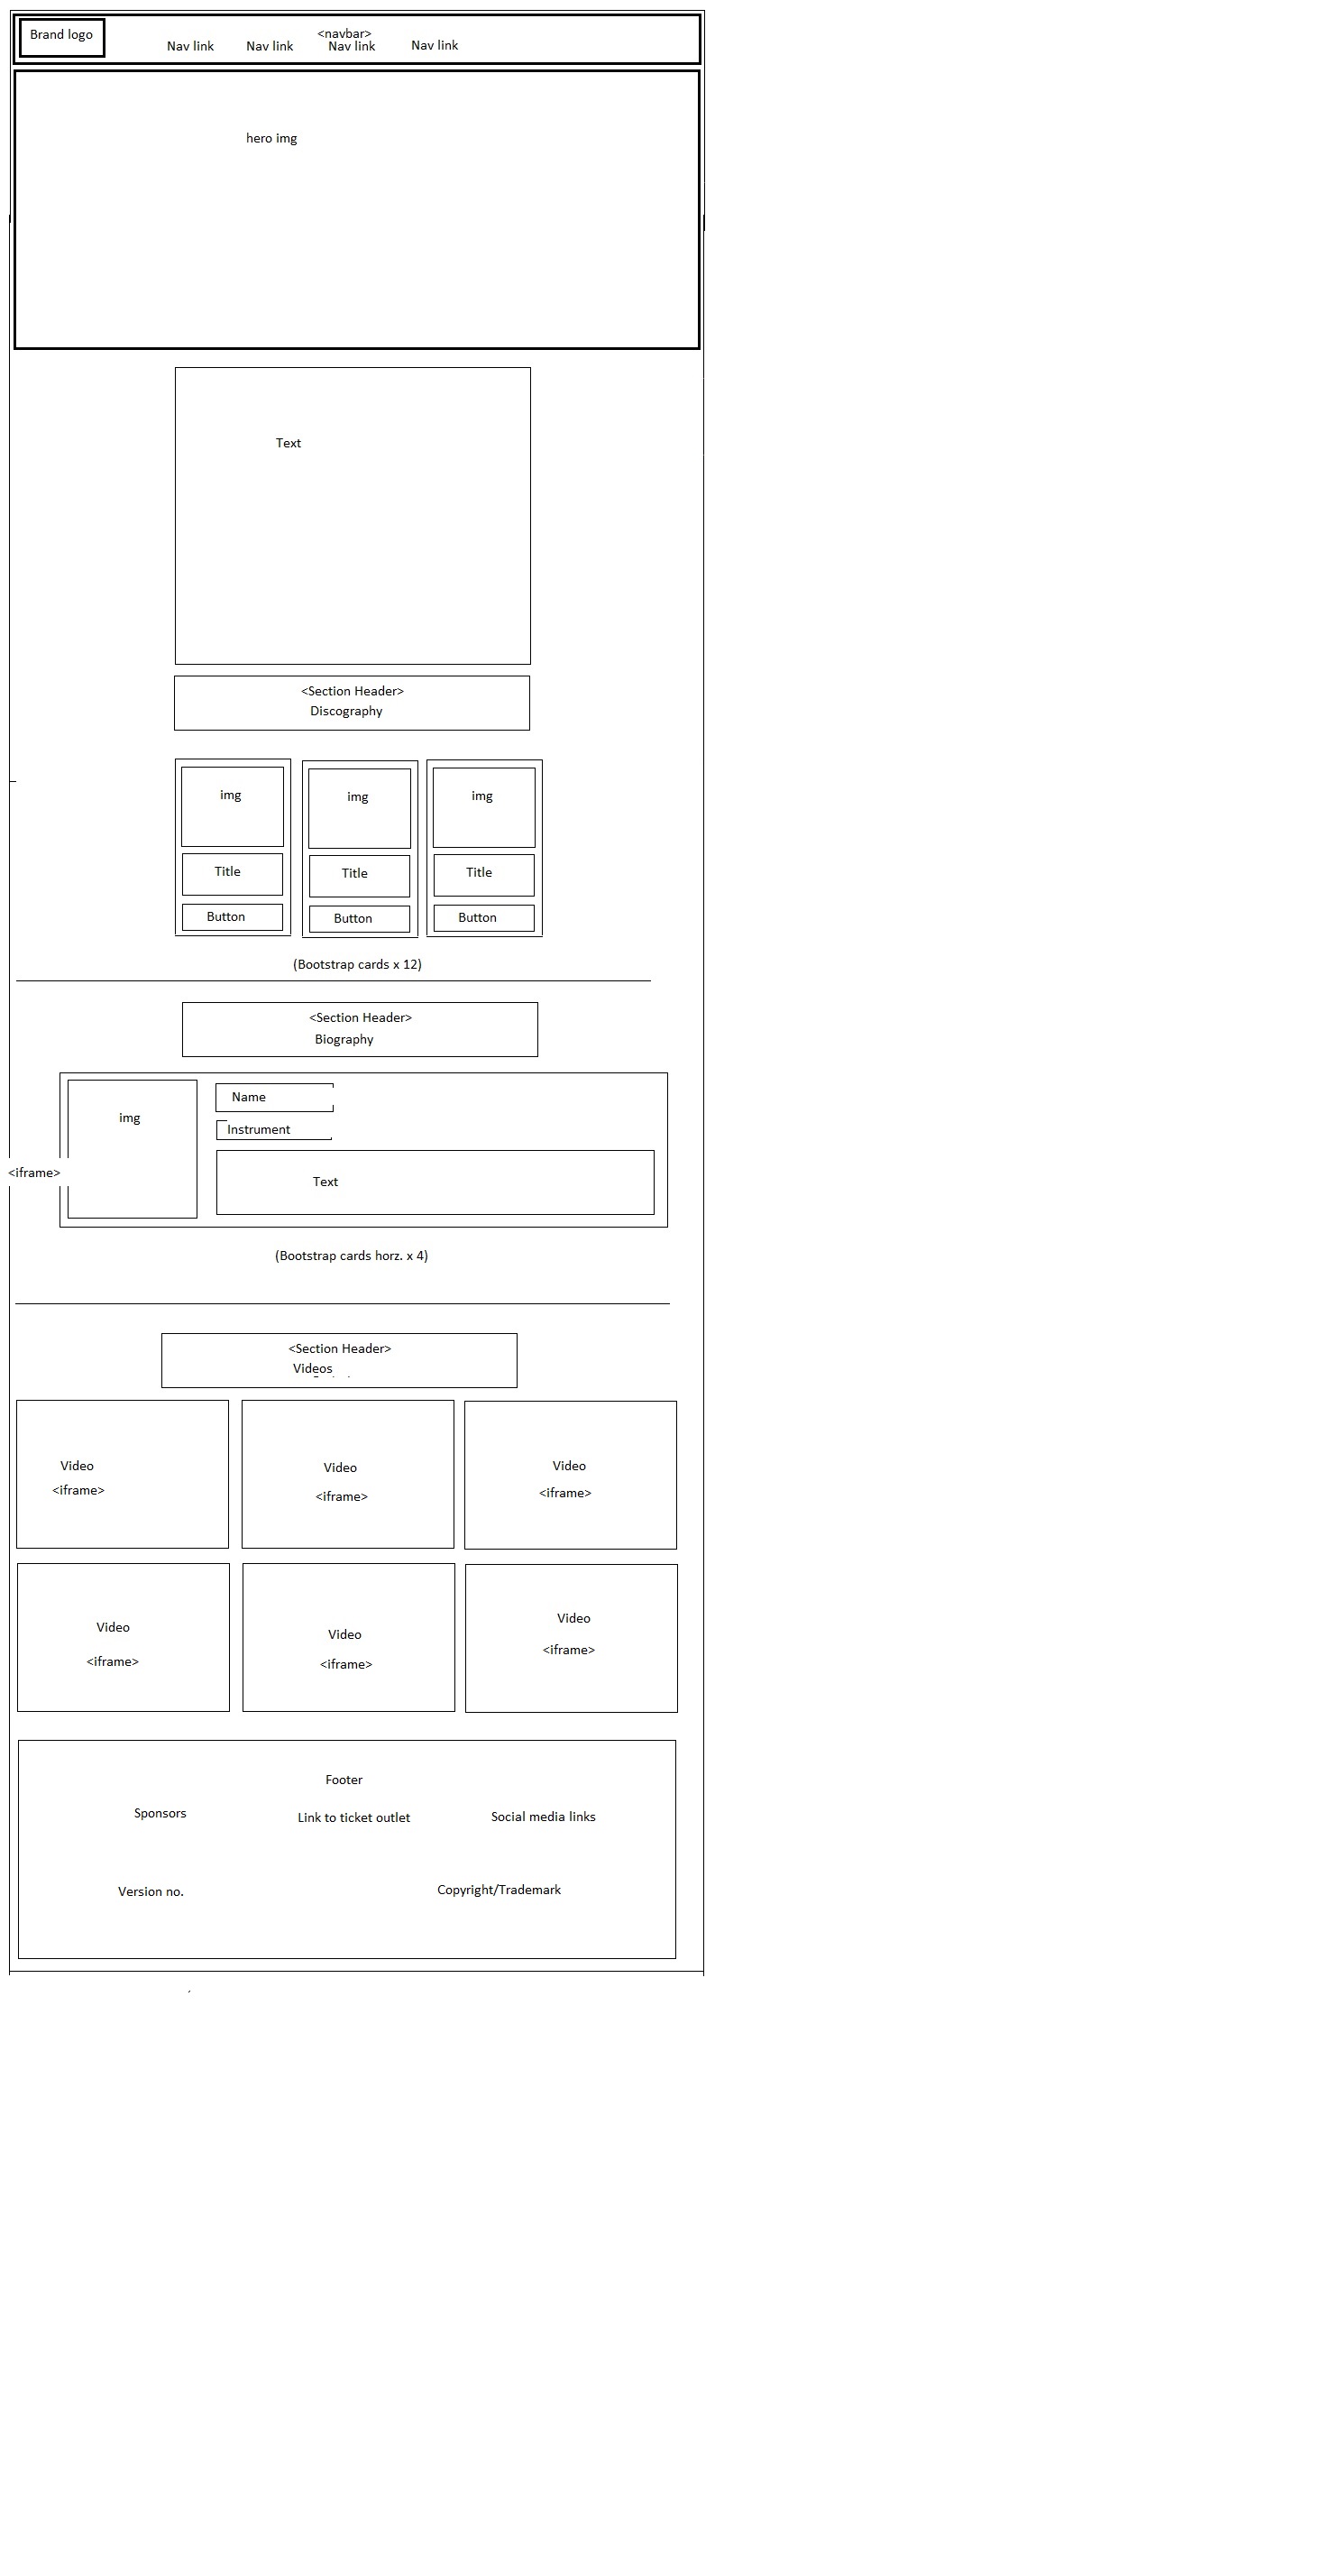 Brand logo
<navbar>
Nav link Nav link Nav link Nav link
hero img
Text
<Section Header>
Discography
img img img
Title Title Title
Button Button Button
(Bootstrap cards x 12)
<Section Header>
Biography
Name
img
Instrument
<iframe>
Text
(Bootstrap cards horz. x 4)
<Section Header>
Videos
Video Video Video
<iframe> <iframe> <iframe>
Video Video Video
<iframe> <iframe> <iframe>
Footer
Sponsors Link to ticket outlet Social media links
Version no. Copyright/Trademark